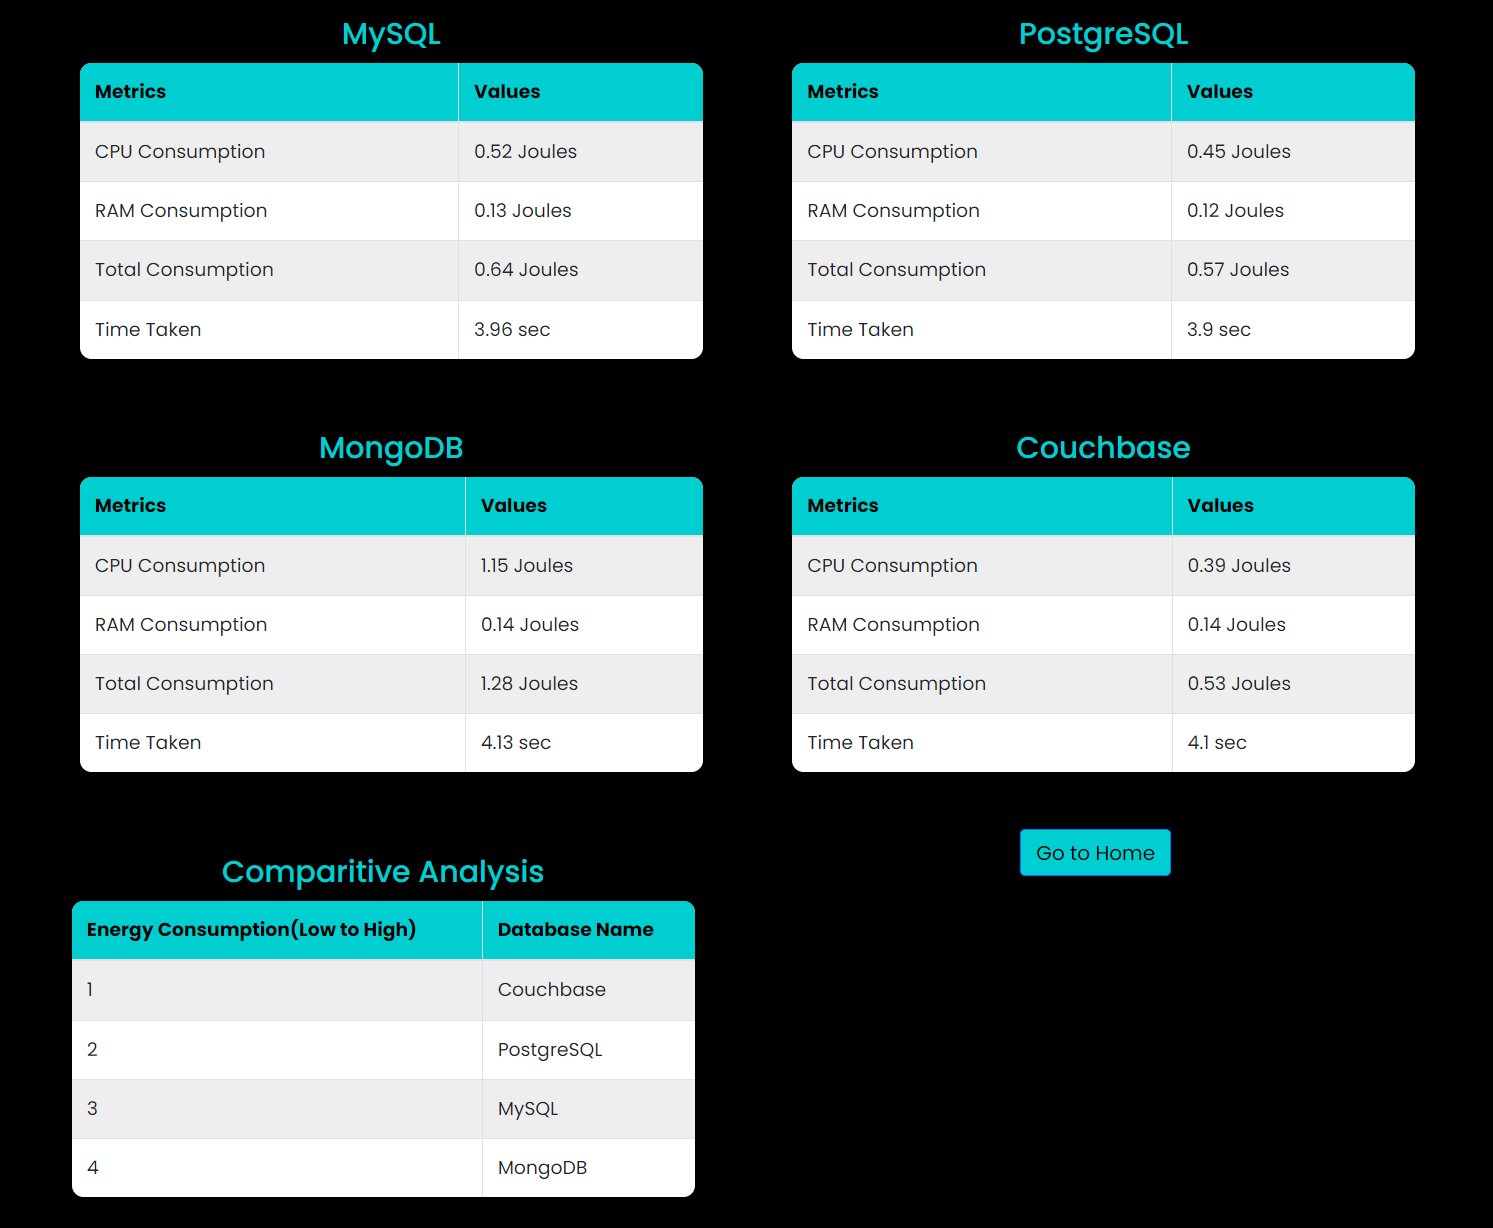 MySQL
Metrics Values
CPU Consumption 0.52 Joules
RAM Consumption 0.13 Joules
Total Consumption 0.64 Joules
Time Taken 3.96 sec
PostgreSQL
Metrics Values
CPU Consumption 0.45 Joules
RAM Consumption 0.12 Joules
Total Consumption 0.57 Joules
Time Taken 3.9 sec
MongoDB
Metrics Values
CPU Consumption 1.15 Joules
RAM Consumption 0.14 Joules
Total Consumption 1.28 Joules
Time Taken 4.13 sec
Couchbase
Metrics Values
CPU Consumption 0.39 Joules
RAM Consumption 0.14 Joules
Total Consumption 0.53 Joules
Time Taken 4.1 sec
Comparitive Analysis
Energy Consumption(Low to High) Database Name
1 Couchbase
2 PostgreSQL
3 MySQL
4 MongoDB
Go to Home